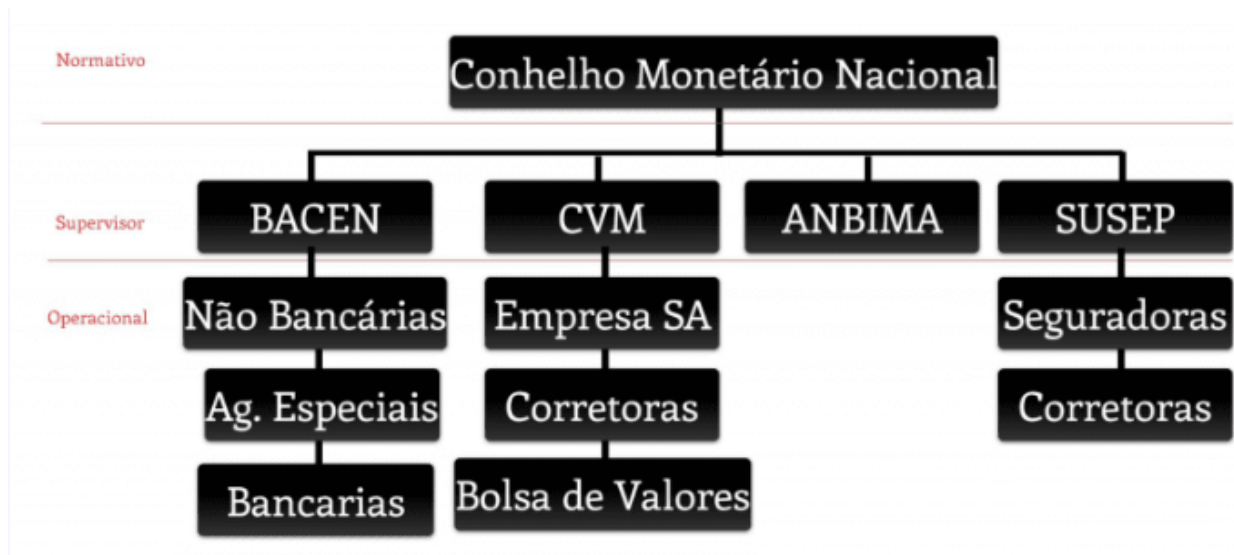 Normativo
Conhelho Monetário Nacional
Supervisor
BACEN
CVM
ANBIMA
SUSEP
Operacional
Não Bancárias
Empresa SA
Seguradoras
Ag. Especiais
Corretoras
Corretoras
Bancarias
Bolsa de Valores